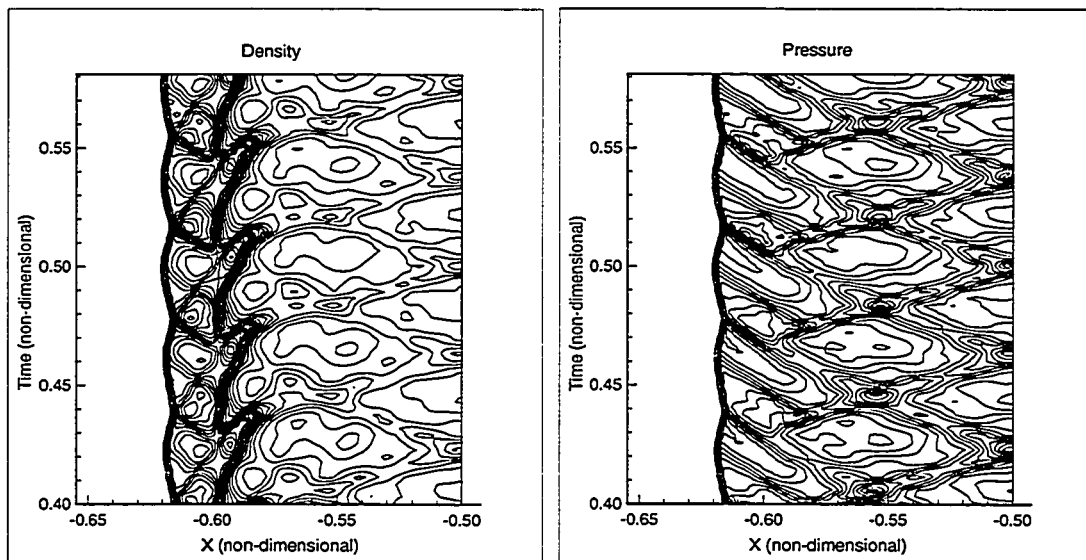 Density
Time (non-dimensional)
0.55
0.50
0.45
0.40
-0.65
-0.60
-0.55
-0.50
X (non-dimensional)
Pressure
Time (non-dimensional)
0.55
0.50
0.45
0.40
-0.65
-0.60
-0.55
-0.50
X (non-dimensional)